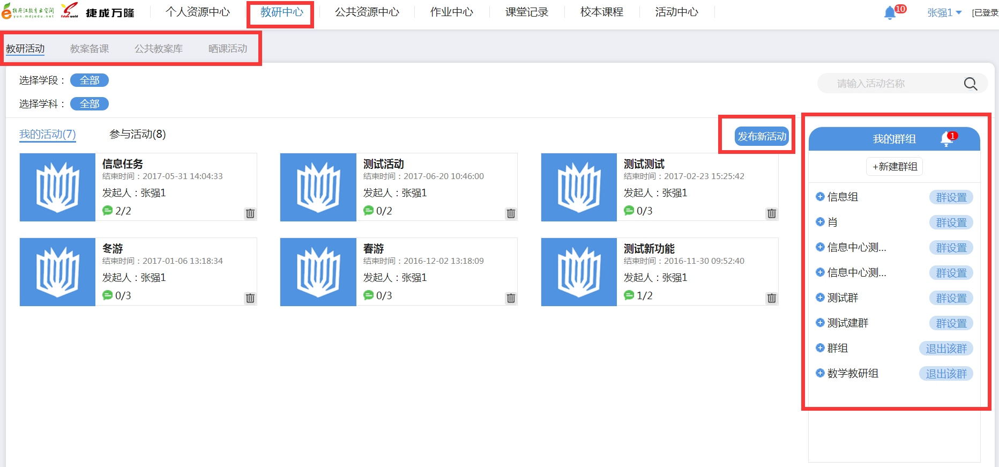 牡丹江教育云空间
yun.mdjedu.net
Future world
捷成万隆
个人资源中心
教研中心
公共资源中心
作业中心
课堂记录
校本课程
活动中心
10
张强1
[已登录
教研活动
教案备课
公共教案库
晒课活动
选择学段：
全部
请输入活动名称
选择学科：
全部
我的活动(7)
参与活动(8)
发布新活动
信息任务
结束时间：2017-05-31 14:04:33
发起人：张强1
2/2
测试活动
结束时间：2017-06-20 10:46:00
发起人：张强1
0/2
测试测试
结束时间：2017-02-23 15:25:42
发起人：张强1
0/3
冬游
结束时间：2017-01-06 13:18:34
发起人：张强1
0/3
春游
结束时间：2016-12-02 13:18:09
发起人：张强1
0/3
测试新功能
结束时间：2016-11-30 09:52:40
发起人：张强1
1/2
我的群组
1
+新建群组
信息组 群设置
肖 群设置
信息中心测... 群设置
信息中心测... 群设置
测试群 群设置
测试建群 群设置
群组 退出该群
数学教研组 退出该群